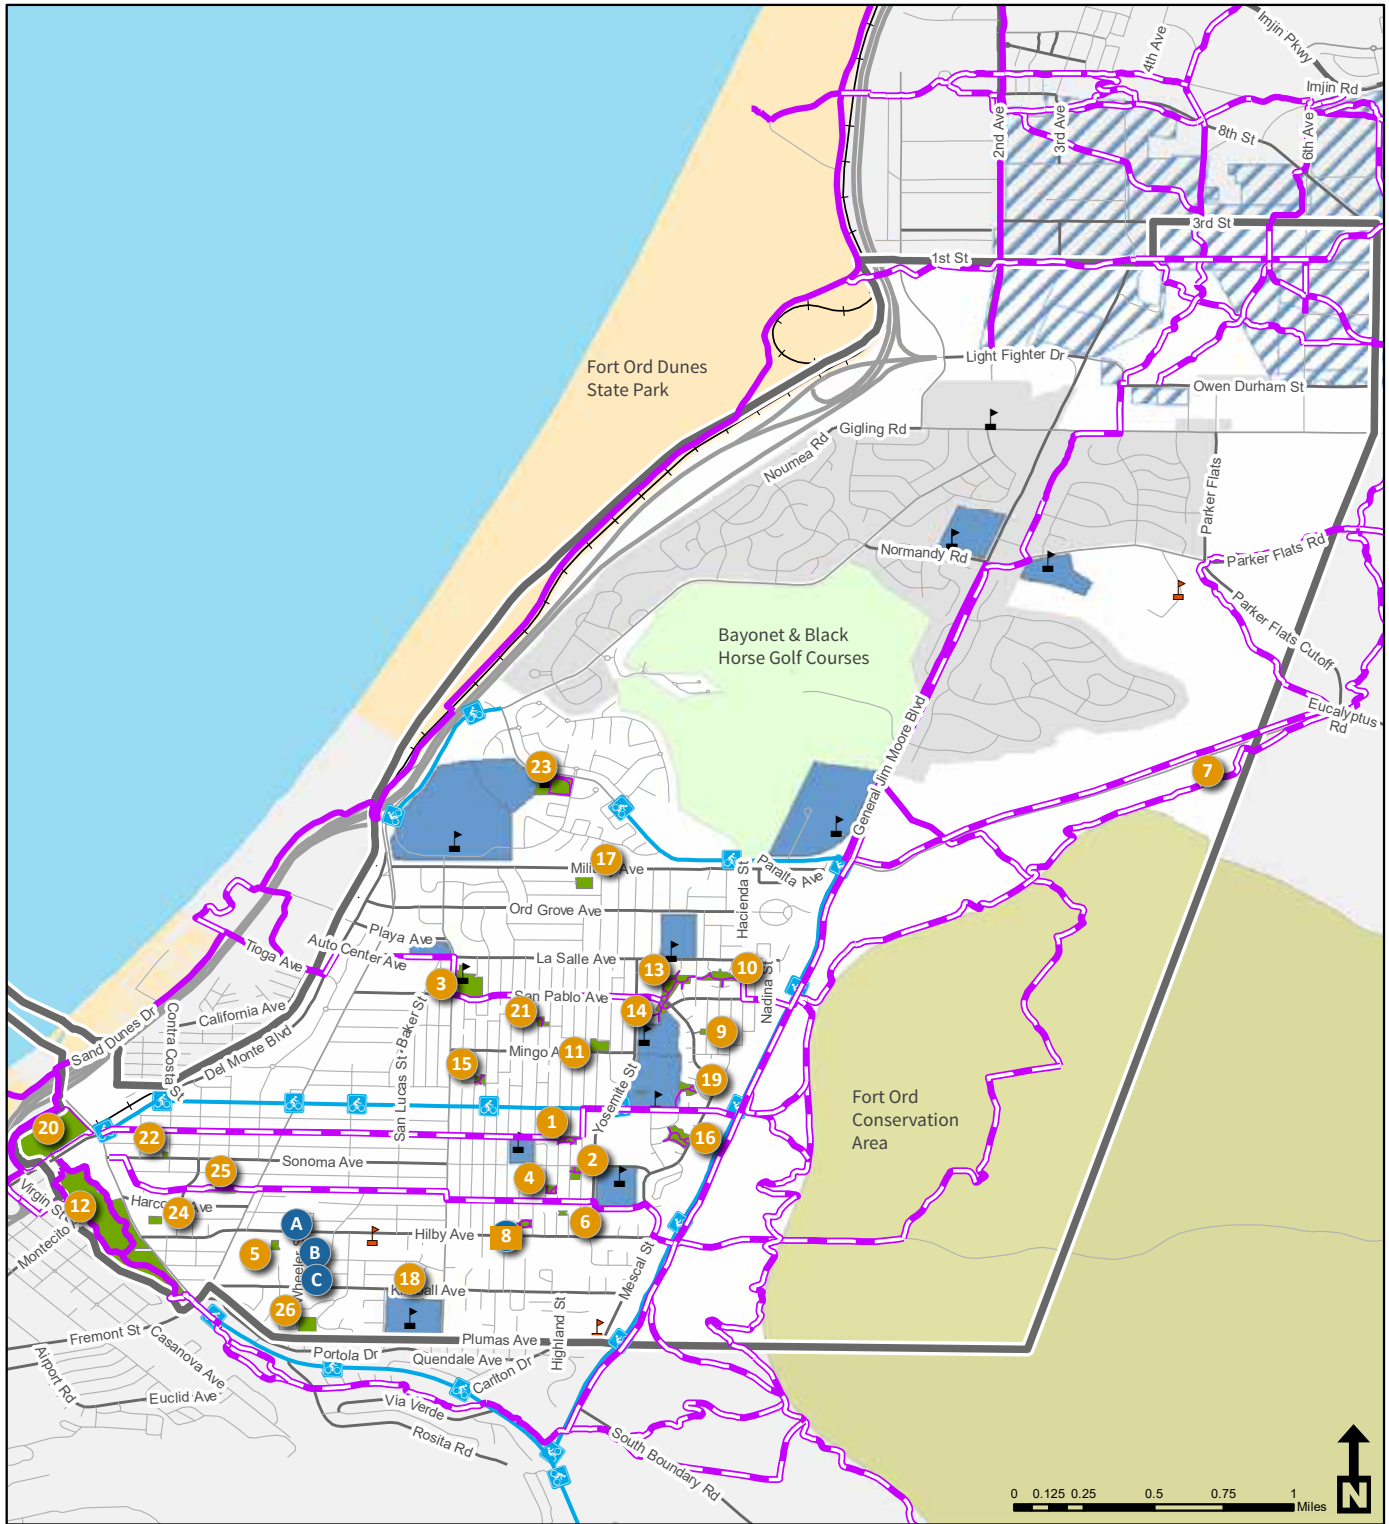 Imjin Pkwy
4th Ave
Imjin Rd
2nd Ave
3rd Ave
8th St
6th Ave
3rd St
1st St
Light Fighter Dr
Owen Durham St
Fort Ord Dunes
State Park
Gigling Rd
Noumea Rd
Parker Flats
Normandy Rd
Parker Flats Rd
Parker Flats Cutoff
Bayonet & Black
Horse Golf Courses
Eucalyptus
Rd
General Jim Moore Blvd
23
7
17
Paralta Ave
Hacienda St
Ord Grove Ave
Playa Ave
Auto Center Ave
Tioga Ave
La Salle Ave
13
10
3
San Pablo Ave
Nadina St
21
14
California Ave
Contra Costa St
Sand Dunes Dr
Del Monte Blvd
San Lucas St
Baker St
9
Mingo
11
15
Yosemite St
19
Fort Ord
Conservation
Area
20
22
1
16
Sonoma Ave
2
25
4
12
Virgin St
Harco
Ave
24
6
Montecito
A
Hilby Ave
8
5
B
Wheeler
C
18
Ave
Mescal St
26
Highland St
Fremont St
Casanova Ave
Plumas Ave
Portola Dr
Quendale Ave
Carlton Dr
Airport Rd
Euclid Ave
Via Verde
Rosita Rd
South Boundary Rd
0 0.125 0.25 0.5 0.75 1
Miles
N